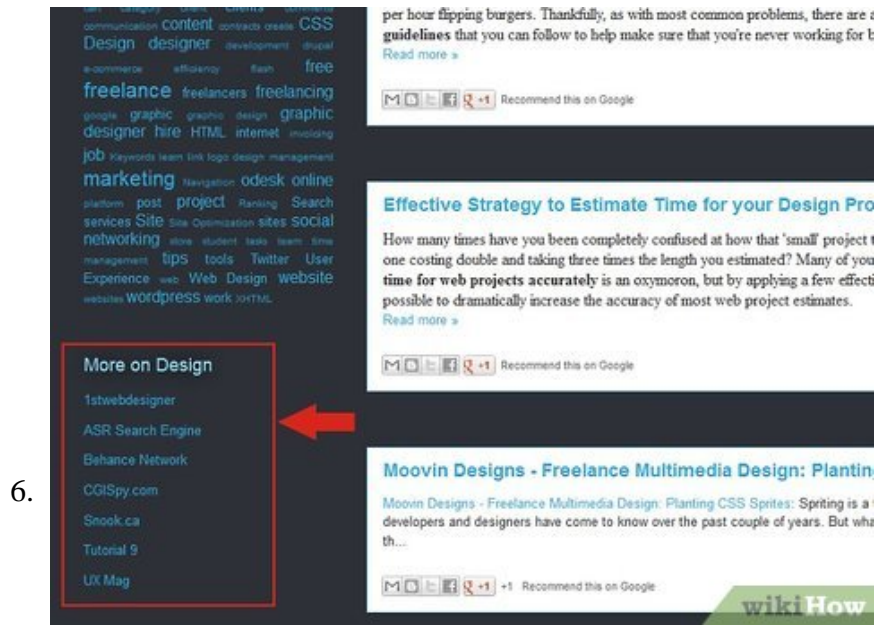 communication content contracts create CSS
Design designer development drupal
e-commerce efficiency flash free
freelance freelancers freelancing
google graphic graphic design graphic
designer hire HTML internet invoicing
job Keywords learn link logo design management
marketing Navigation odesk online
platform post project Ranking Search
services Site Site Opimization sites social
networking store student tasks team time
management tips tools Twitter User
Experience web Web Design website
websites wordpress work XHTML
More on Design
1stwebdesigner
ASR Search Engine
Behance Network
CGISpy.com
Snook.ca
Tutorial 9
UX Mag
6.
per hour flipping burgers. Thankfully, as with most common problems, there are a
guidelines that you can follow to help make sure that you're never working for b
Read more »
+1 Recommend this on Google
Effective Strategy to Estimate Time for your Design Pro
How many times have you been completely confused at how that 'small' project t
one costing double and taking three times the length you estimated? Many of you
time for web projects accurately is an oxymoron, but by applying a few effecti
possible to dramatically increase the accuracy of most web project estimates.
Read more »
+1 Recommend this on Google
Moovin Designs - Freelance Multimedia Design: Planting
Moovin Designs - Freelance Multimedia Design: Planting CSS Sprites: Spriting is a
developers and designers have come to know over the past couple of years. But wha
th...
+1 +1 Recommend this on Google
wikiHow